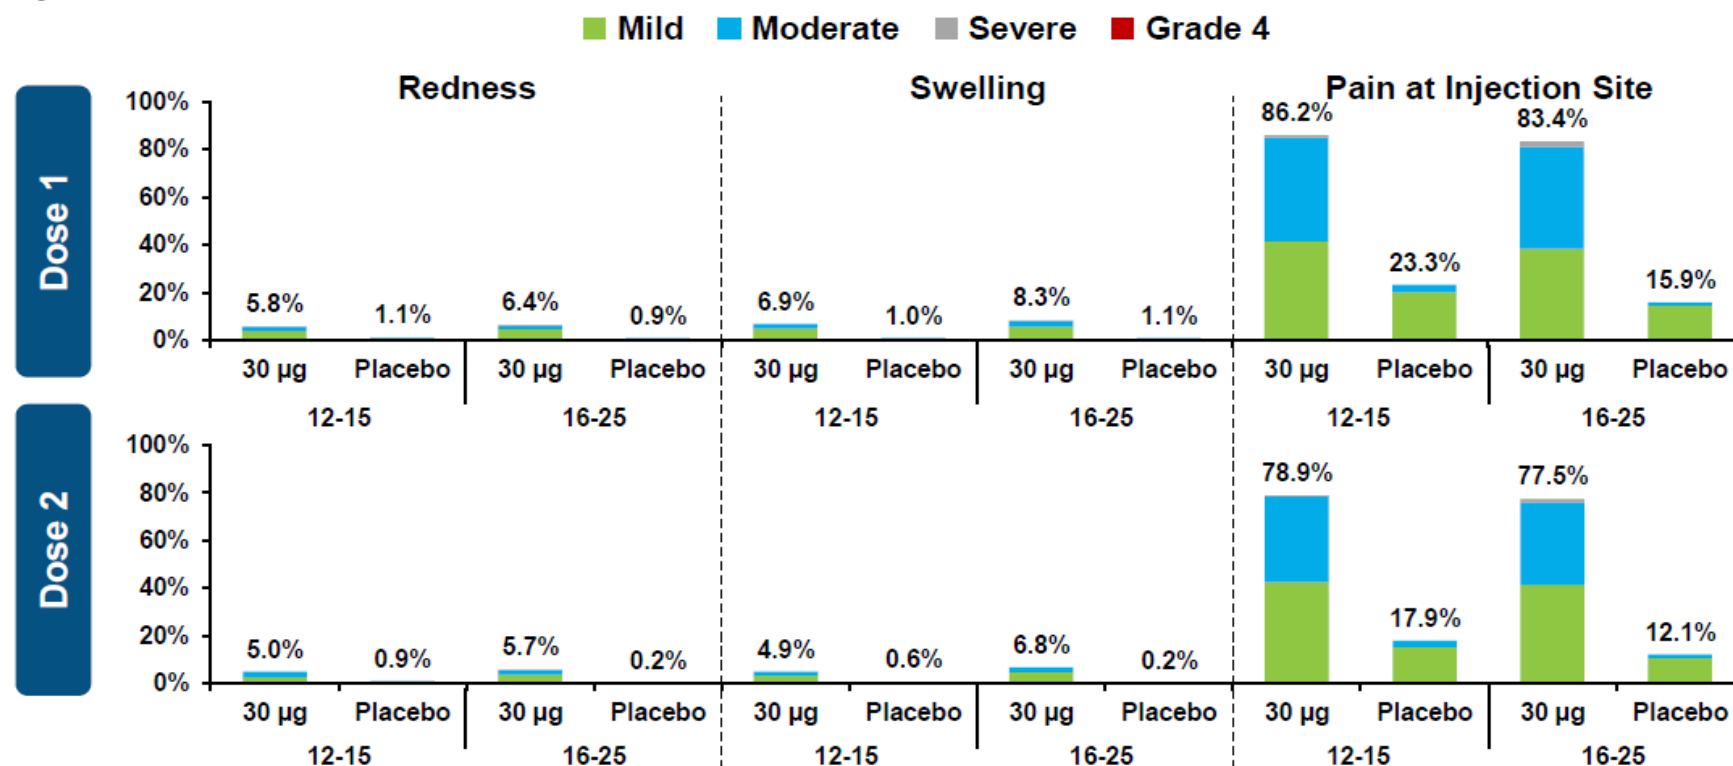 Mild Moderate Severe Grade 4
Redness Swelling Pain at Injection Site
Dose 1
100%
80%
60%
40%
20%
0%
5.8% 1.1% 6.4% 0.9% 6.9% 1.0% 8.3% 1.1% 86.2% 23.3% 83.4% 15.9%
30 µg Placebo 30 µg Placebo 30 µg Placebo 30 µg Placebo 30 µg Placebo 30 µg Placebo
12-15 16-25 12-15 16-25 12-15 16-25
Dose 2
100%
80%
60%
40%
20%
0%
5.0% 0.9% 5.7% 0.2% 4.9% 0.6% 6.8% 0.2% 78.9% 17.9% 77.5% 12.1%
30 µg Placebo 30 µg Placebo 30 µg Placebo 30 µg Placebo 30 µg Placebo 30 µg Placebo
12-15 16-25 12-15 16-25 12-15 16-25